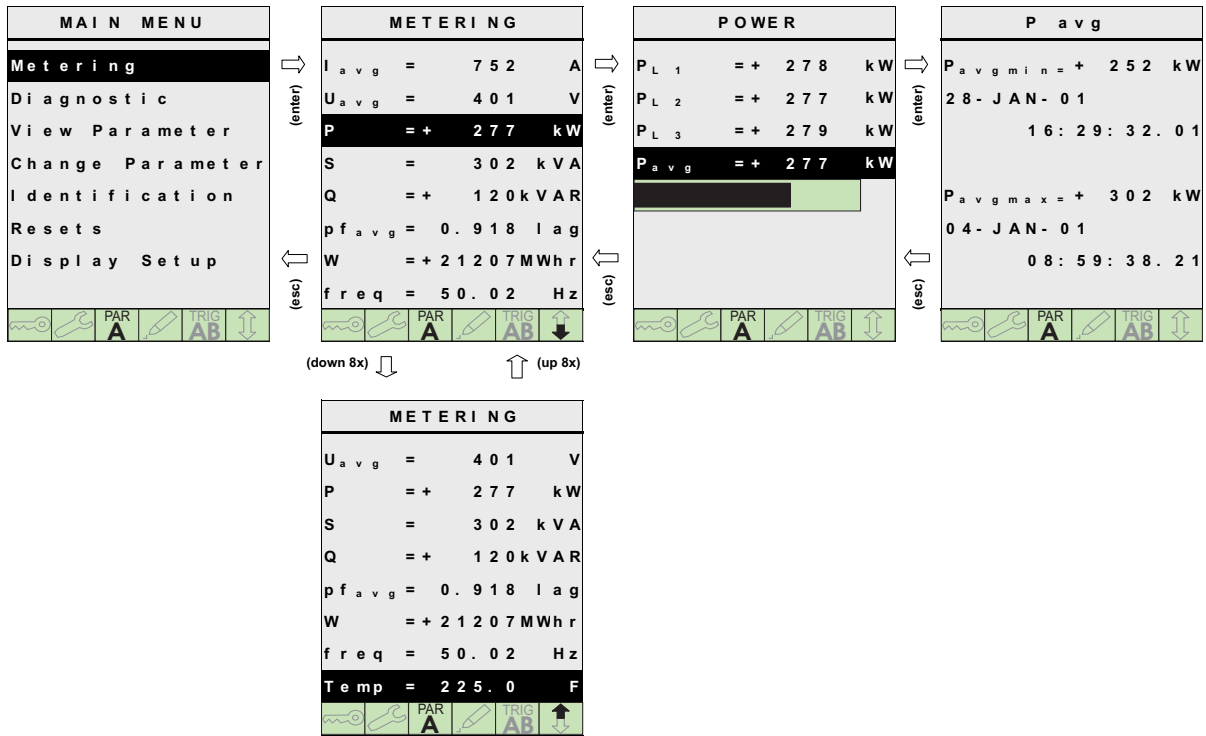 MAIN MENU
Metering
Diagnostic
View Parameter
Change Parameter
Identification
Resets
Display Setup
PAR
A
TRIG
AB
(enter)
(esc)
METERING
Iavg = 752 A
Uavg = 401 V
P =+ 277 kW
S = 302 kVA
Q =+ 120kVAR
pfavg = 0.918 lag
W =+21207MWhr
freq = 50.02 Hz
PAR
A
TRIG
AB
(enter)
(esc)
POWER
PL1 =+ 278 kW
PL2 =+ 277 kW
PL3 =+ 279 kW
Pavg =+ 277 kW
PAR
A
TRIG
AB
(enter)
(esc)
P avg
Pavgmin=+ 252 kW
28-JAN-01
16:29:32.01
Pavgmax=+ 302 kW
04-JAN-01
08:59:38.21
PAR
A
TRIG
AB
(down 8x)
(up 8x)
METERING
Uavg = 401 V
P =+ 277 kW
S = 302 kVA
Q =+ 120kVAR
pfavg = 0.918 lag
W =+21207MWhr
freq = 50.02 Hz
Temp = 225.0 F
PAR
A
TRIG
AB